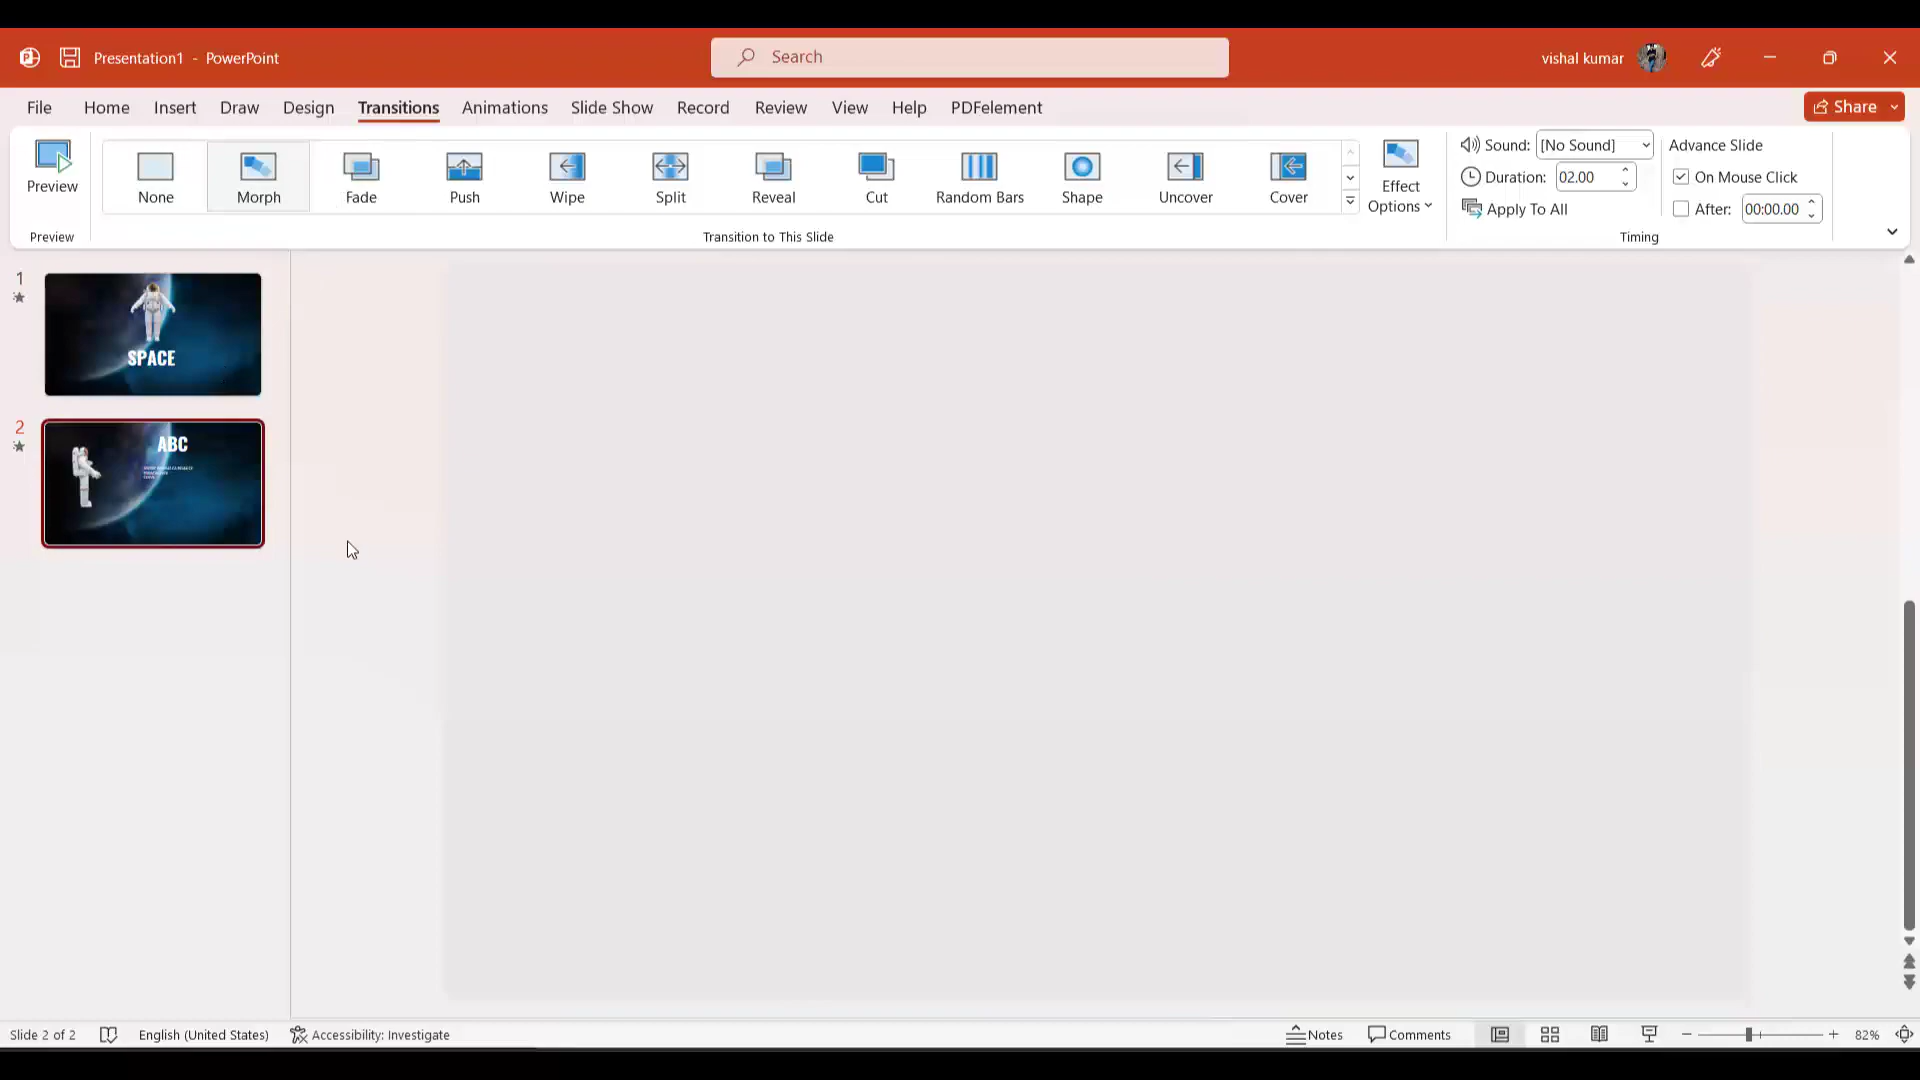 Presentation1 - PowerPoint
Search
vishal kumar
File Home Insert Draw Design Transitions Animations Slide Show Record Review View Help PDFelement
Share
Preview
None
Morph
Fade
Push
Wipe
Split
Reveal
Cut
Random Bars
Shape
Uncover
Cover
Effect
Options
Sound: [No Sound]
Duration: 02.00
Apply To All
Advance Slide
On Mouse Click
After: 00:00.00
Preview
Transition to This Slide
Timing
1
SPACE
2
ABC
Slide 2 of 2
English (United States)
Accessibility: Investigate
Notes
Comments
82%